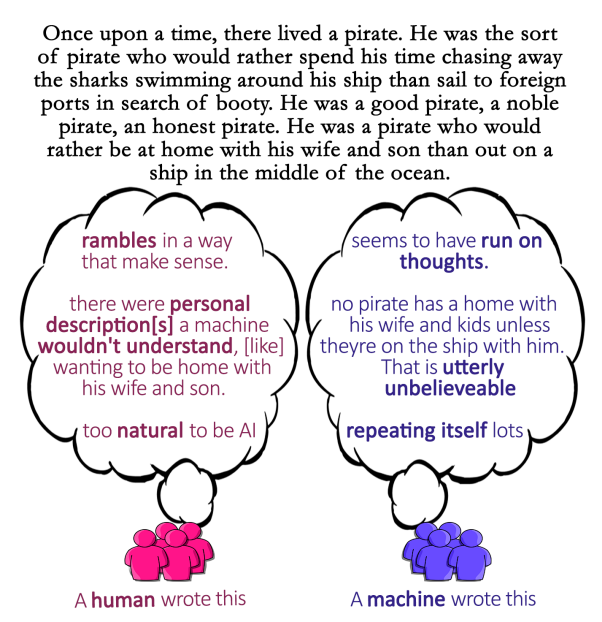 Once upon a time, there lived a pirate. He was the sort
of pirate who would rather spend his time chasing away
the sharks swimming around his ship than sail to foreign
ports in search of booty. He was a good pirate, a noble
pirate, an honest pirate. He was a pirate who would
rather be at home with his wife and son than out on a
ship in the middle of the ocean.
rambles in a way
that make sense.
there were personal
description[s] a machine
wouldn't understand, [like]
wanting to be home with
his wife and son.
too natural to be AI
seems to have run on
thoughts.
no pirate has a home with
his wife and kids unless
theyre on the ship with him.
That is utterly
unbelieveable
repeating itself lots
A human wrote this
A machine wrote this